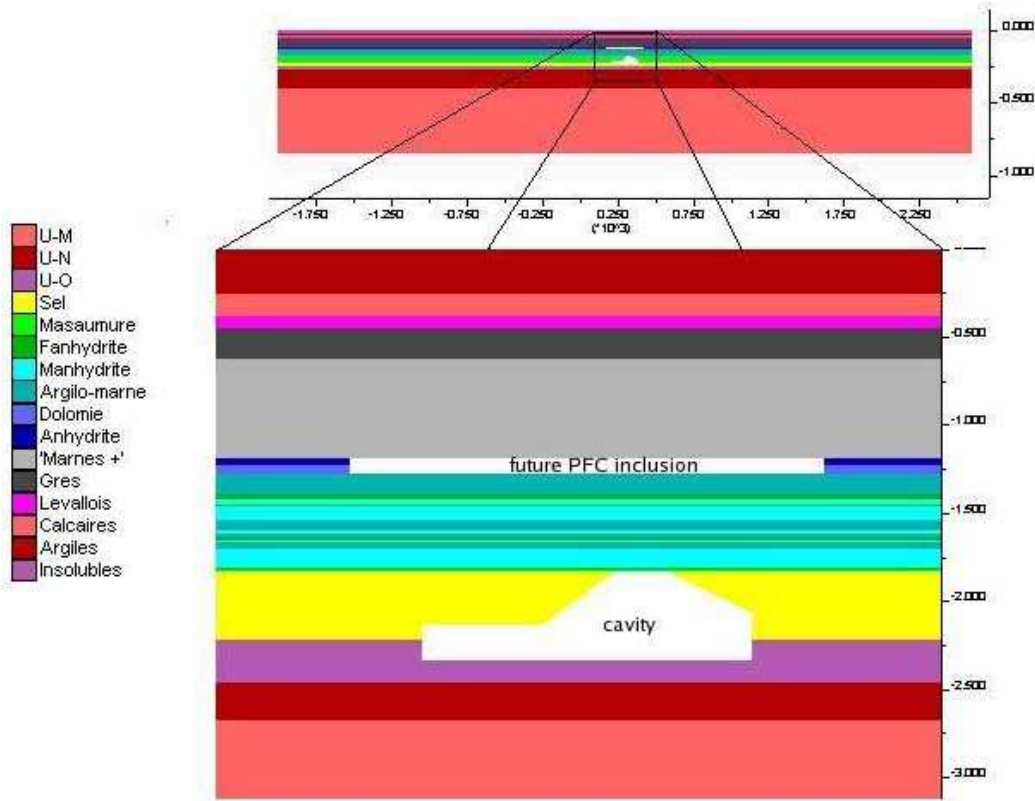 0.000
-0.500
-1.000
-1.750
-1.250
-0.750
-0.250
0.250
0.750
1.250
1.750
2.250
(*10^3)
U-M
U-N
U-O
Sel
Masaumure
Fanhydrite
Manhydrite
Argilo-marne
Dolomie
Anhydrite
'Marnes +'
Gres
Levallois
Calcaires
Argiles
Insolubles
-0.500
-1.000
future PFC inclusion
-1.500
-2.000
cavity
-2.500
-3.000